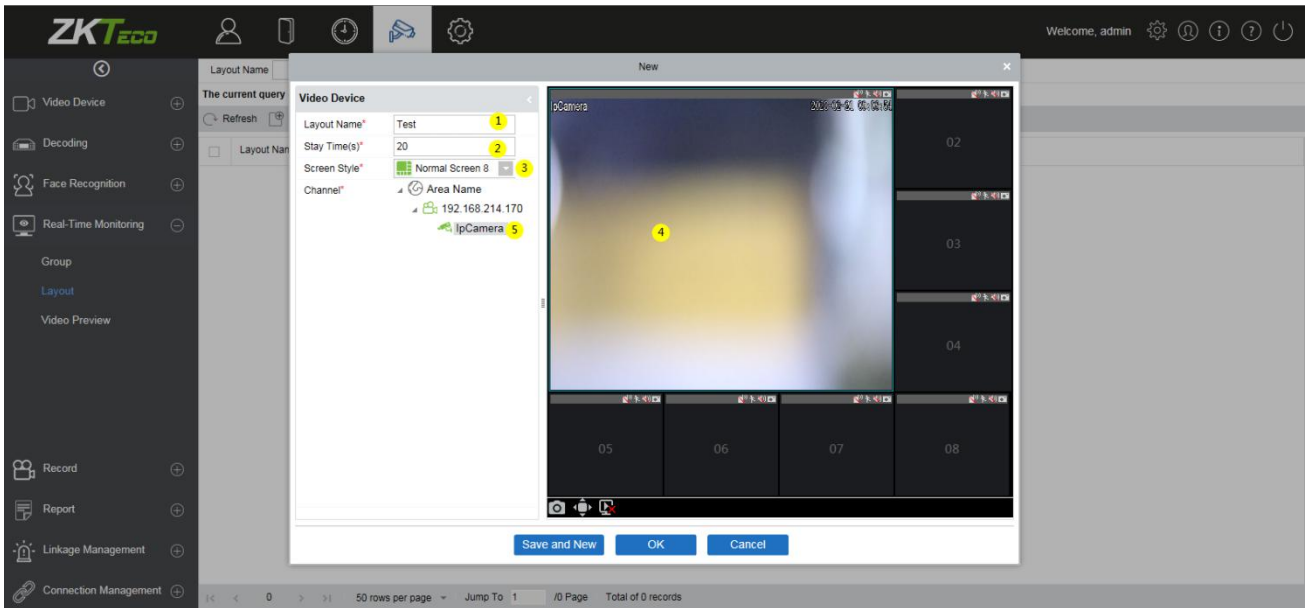 ZKTeco
Welcome, admin
Layout Name
The current query
Refresh
Layout Nan
Video Device
Decoding
Face Recognition
Real-Time Monitoring
Group
Layout
Video Preview
Record
Report
Linkage Management
Connection Management
New
Video Device
Layout Name* Test 1
Stay Time(s)* 20 2
Screen Style* Normal Screen 8 3
Channel* Area Name
192.168.214.170
IpCamera 5
IpCamera
4
02
03
04
05 06 07 08
Save and New OK Cancel
0 50 rows per page Jump To 1 /0 Page Total of 0 records